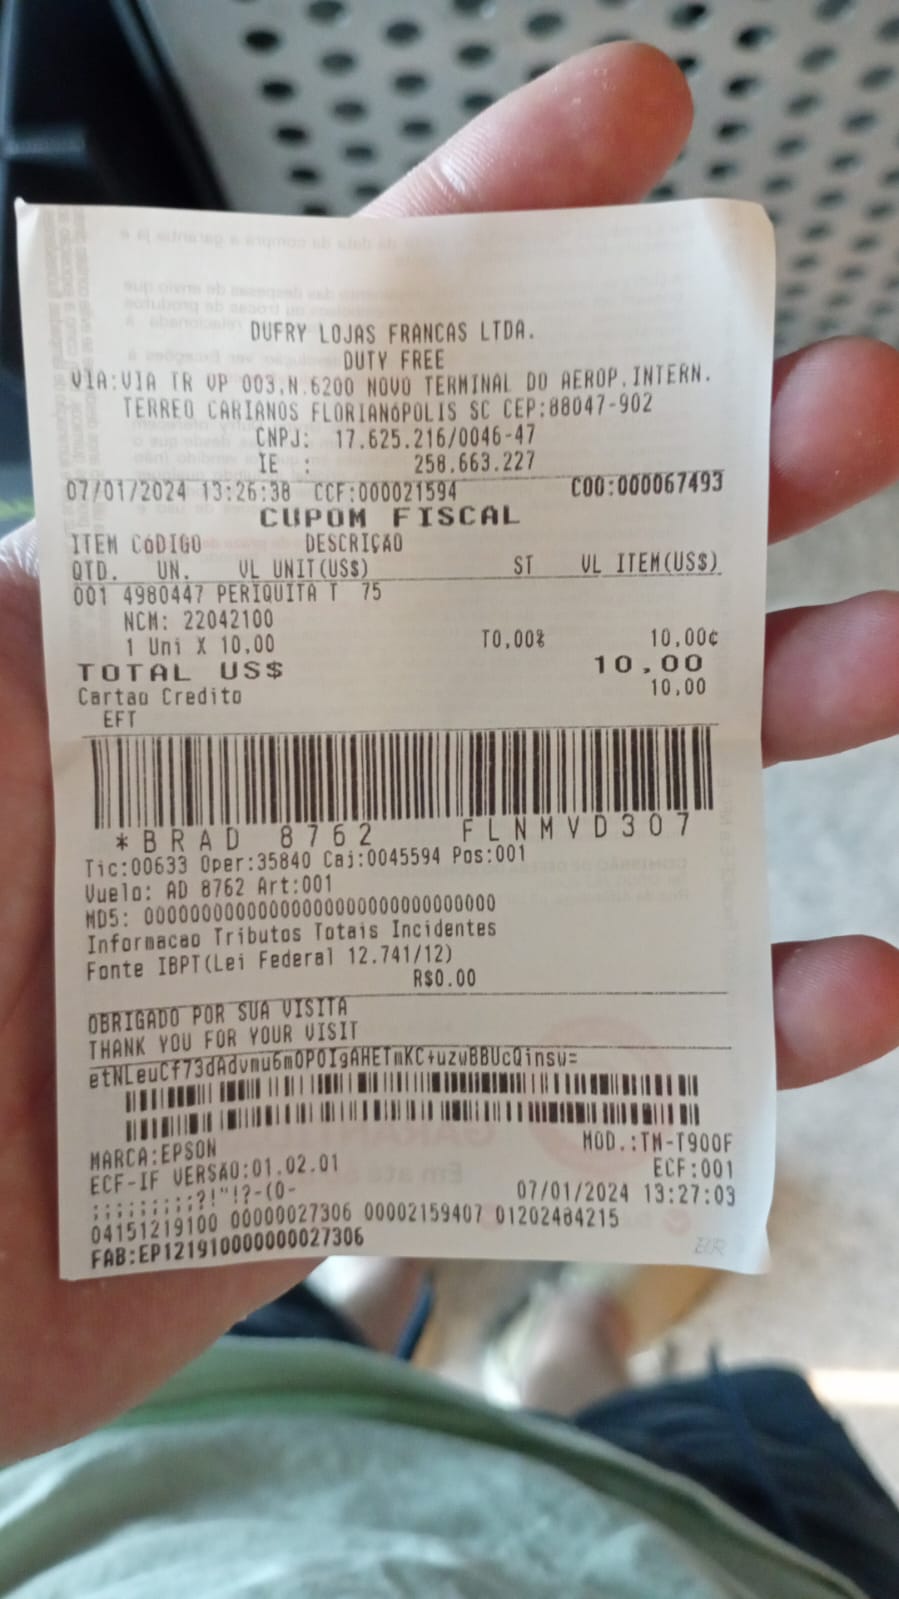 DUFRY LOJAS FRANCAS LTDA.
DUTY FREE
VIA:VIA TR VP 003,N.6200 NOVO TERMINAL DO AEROP.INTERN.
TERREO CARIANOS FLORIANóPOLIS SC CEP:88047-902
CNPJ: 17.625.216/0046-47
IE : 258.663.227
07/01/2024 13:26:38 CCF:000021594 COO:000067493
CUPOM FISCAL
ITEM CóDIGO DESCRIÇÃO
QTD. UN. VL UNIT(US$) ST VL ITEM(US$)
001 4980447 PERIQUITA T 75
NCM: 22042100
1 Uni X 10,00 T0,00% 10,00¢
TOTAL US$ 10,00
Cartao Credito 10,00
EFT
*BRAD 8762 FLNMVD307
Tic:00633 Oper:35840 Caj:0045594 Pos:001
Vuelo: AD 8762 Art:001
MD5: 00000000000000000000000000000000
Informacao Tributos Totais Incidentes
Fonte IBPT(Lei Federal 12.741/12)
R$0.00
OBRIGADO POR SUA VISITA
THANK YOU FOR YOUR VISIT
etNLeuCf73dAdvmu6mOPOIgAHETmKC+uzwBBUcQinsw=
MARCA:EPSON MOD.:TM-T900F
ECF-IF VERSÃO:01.02.01 ECF:001
;;;;;;;;;;?!"!?-(0- 07/01/2024 13:27:03
04151219100 00000027306 00002159407 01202484215
FAB:EP121910000000027306